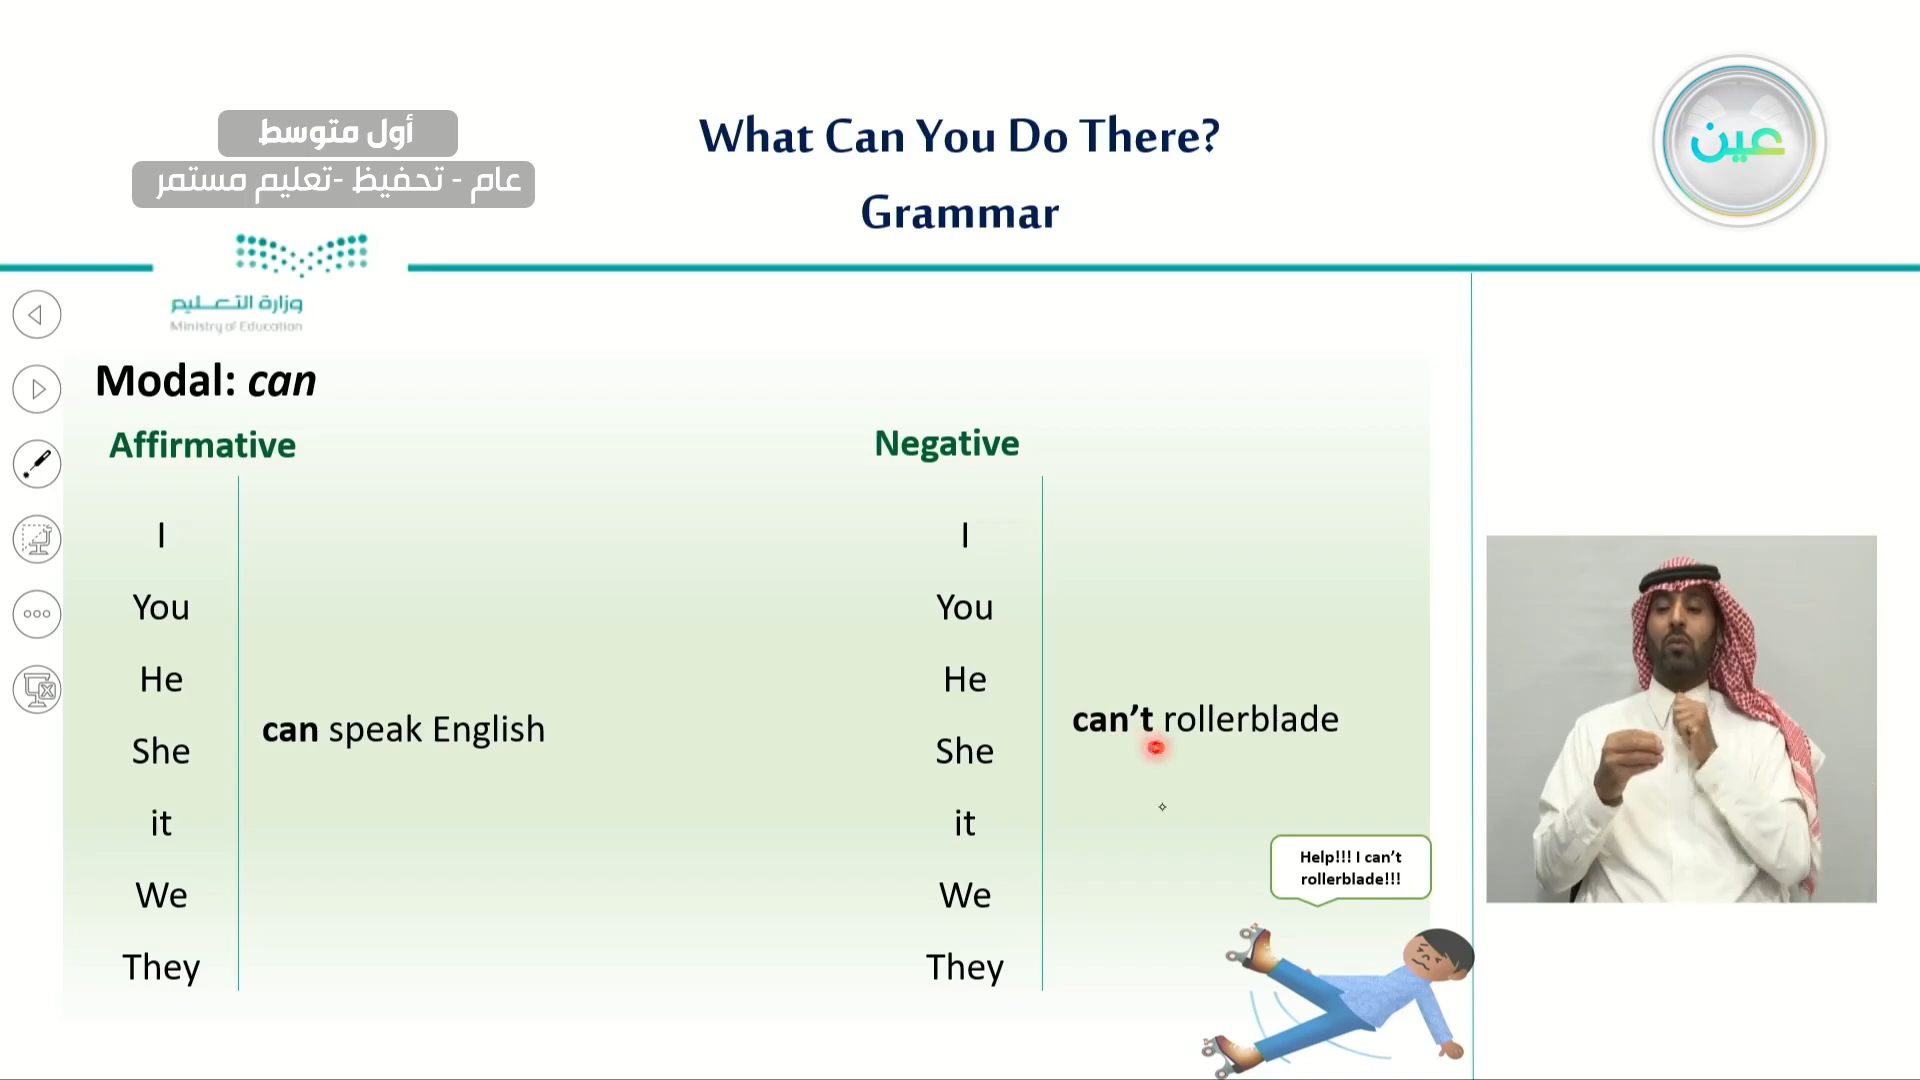 أول متوسط
عام - تحفيظ -تعليم مستمر
What Can You Do There?
Grammar
عين
وزارة التعليم
Ministry of Education
Modal: can
Affirmative
I
You
He
She
it
We
They
can speak English
Negative
I
You
He
She
it
We
They
can’t rollerblade
Help!!! I can’t
rollerblade!!!